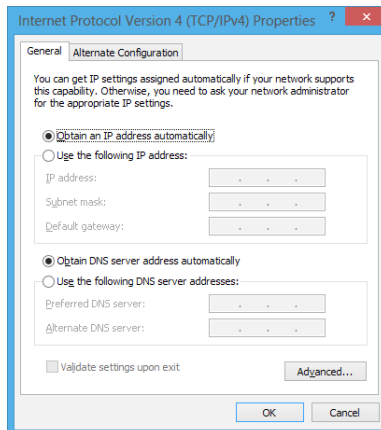 Internet Protocol Version 4 (TCP/IPv4) Properties ? ×
General Alternate Configuration
You can get IP settings assigned automatically if your network supports
this capability. Otherwise, you need to ask your network administrator
for the appropriate IP settings.
Obtain an IP address automatically
Use the following IP address:
IP address:
Subnet mask:
Default gateway:
Obtain DNS server address automatically
Use the following DNS server addresses:
Preferred DNS server:
Alternate DNS server:
Validate settings upon exit
Advanced...
OK Cancel